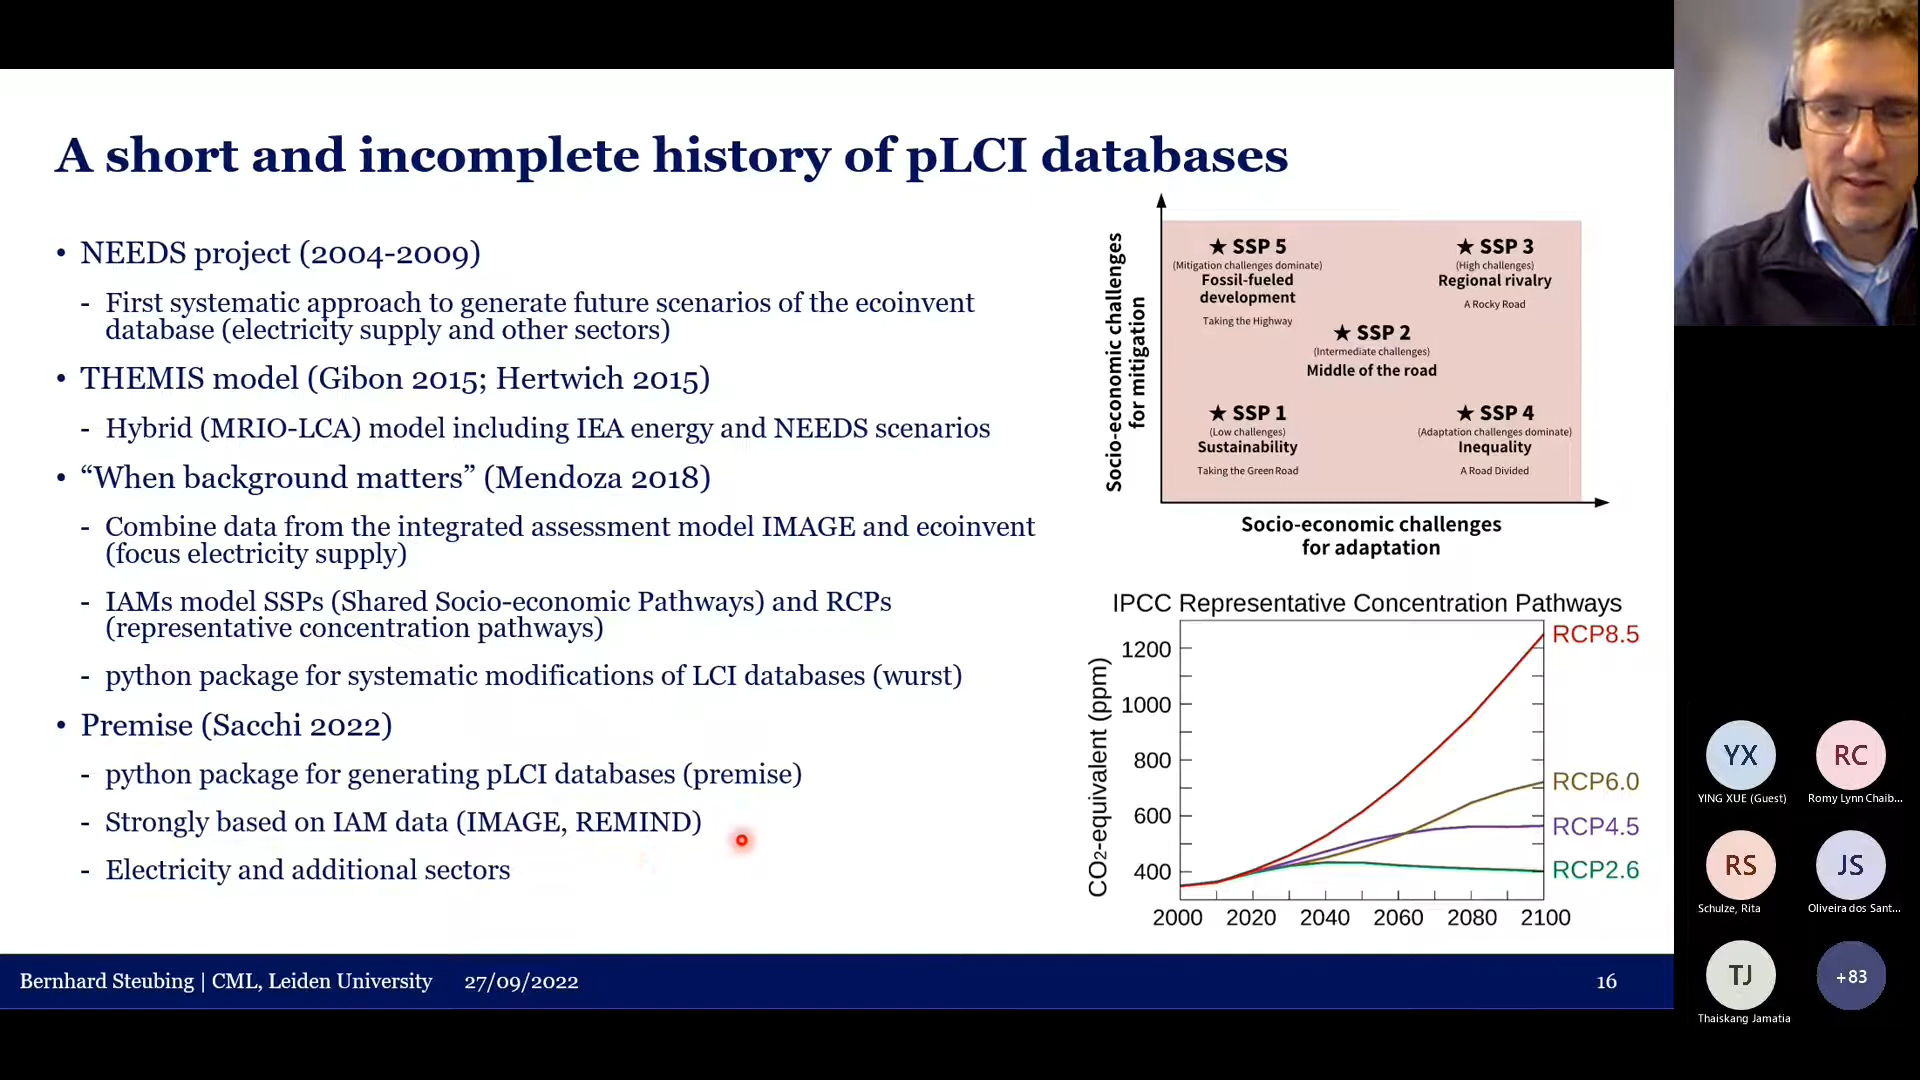 A short and incomplete history of pLCI databases
• NEEDS project (2004-2009)
- First systematic approach to generate future scenarios of the ecoinvent
database (electricity supply and other sectors)
• THEMIS model (Gibon 2015; Hertwich 2015)
- Hybrid (MRIO-LCA) model including IEA energy and NEEDS scenarios
• “When background matters” (Mendoza 2018)
- Combine data from the integrated assessment model IMAGE and ecoinvent
(focus electricity supply)
- IAMs model SSPs (Shared Socio-economic Pathways) and RCPs
(representative concentration pathways)
- python package for systematic modifications of LCI databases (wurst)
• Premise (Sacchi 2022)
- python package for generating pLCI databases (premise)
- Strongly based on IAM data (IMAGE, REMIND)
- Electricity and additional sectors
Socio-economic challenges
for mitigation
★ SSP 5
(Mitigation challenges dominate)
Fossil-fueled
development
Taking the Highway
★ SSP 3
(High challenges)
Regional rivalry
A Rocky Road
★ SSP 2
(Intermediate challenges)
Middle of the road
★ SSP 1
(Low challenges)
Sustainability
Taking the Green Road
★ SSP 4
(Adaptation challenges dominate)
Inequality
A Road Divided
Socio-economic challenges
for adaptation
IPCC Representative Concentration Pathways
CO2-equivalent (ppm)
1200
1000
800
600
400
RCP8.5
RCP6.0
RCP4.5
RCP2.6
2000 2020 2040 2060 2080 2100
Bernhard Steubing | CML, Leiden University 27/09/2022 16
YX
YING XUE (Guest)
RC
Romy Lynn Chaib...
RS
Schulze, Rita
JS
Oliveira dos Sant...
TJ
Thaiskang Jamatia
+83